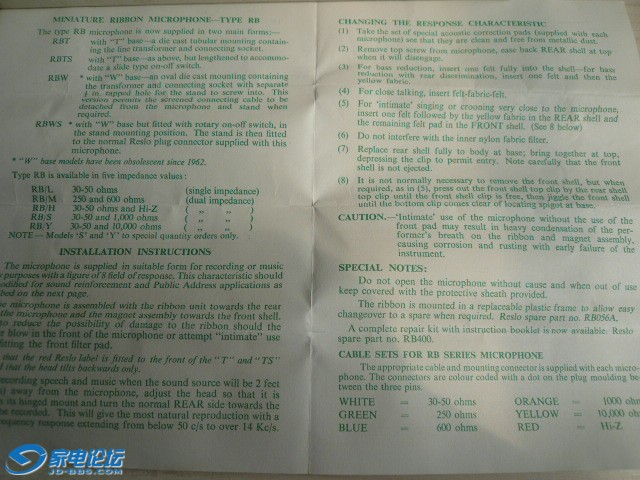 MINIATURE RIBBON MICROPHONE—TYPE RB
The type RB microphone is now supplied in two main forms:—
RBT with "T" base—a die cast tubular mounting contain-
ing the line transformer and connecting socket.
RBTS with "T" base—as above, but lengthened to accommo-
date a slide type on-off switch.
RBW * with "W" base—an oval die cast mounting containing
the transformer and connecting socket with separate
in. tapped hole for the stand to screw into. This
version permits the screened connecting cable to be
detached from the microphone and stand when
required.
RBWS * with "W" base but fitted with rotary on-off switch, in
the stand mounting position. The stand is then fitted
to the normal Reslo plug connector supplied with this
microphone.
* "W" base models have been obsolescent since 1962.
Type RB is available in five impedance values:
RB/L 30-50 ohms (single impedance)
RB/M 250 and 600 ohms (dual impedance)
RB/H 30-50 ohms and Hi-Z ( „ „ )
RB/S 30-50 and 1,000 ohms ( „ „ )
RB/Y 30-50 and 10,000 ohms ( „ „ )
NOTE—Models 'S' and 'Y' to special quantity orders only.
INSTALLATION INSTRUCTIONS
The microphone is supplied in suitable form for recording or music
purposes with a figure of 8 field of response. This characteristic should
modified for sound reinforcement and Public Address applications as
bed on the next page.
microphone is assembled with the ribbon unit towards the rear
the microphone and the magnet assembly towards the front shell.
to reduce the possibility of damage to the ribbon should the
blow in the front of the microphone or attempt "intimate" use
fitting the front filter pad.
that the red Reslo label is fitted to the front of the "T" and "TS"
that the head tilts backwards only.
recording speech and music when the sound source will be 2 feet
away from the microphone, adjust the head so that it is
its hinged mount and turn the normal REAR side towards the
recorded. This will give the most natural reproduction with a
frequency response extending from below 50 c/s to over 14 Kc/s.
CHANGING THE RESPONSE CHARACTERISTIC
(1) Take the set of special acoustic correction pads (supplied with each
microphone) see that they are clean and free from metallic dust.
(2) Remove top screw from microphone, ease back REAR shell at top
when it will disengage.
(3) For bass reduction, insert one felt fully into the shell—for bass
reduction with rear discrimination, insert one felt and then the
yellow fabric.
(4) For close talking, insert felt-fabric-felt.
(5) For 'intimate' singing or crooning very close to the microphone,
insert one felt followed by the yellow fabric in the REAR shell and
the remaining felt pad in the FRONT shell. (See 8 below)
(6) Do not interfere with the inner nylon fabric filter.
(7) Replace rear shell fully to body at base; bring together at top,
depressing the clip to permit entry. Note carefully that the front
shell is not ejected.
(8) It is not normally necessary to remove the front shell, but when
required, as in (5), press out the front shell top clip by the rear shell
top clip until the front shell clip is free, then jiggle the front shell
until the bottom clip comes clear of locating spigot at base.
CAUTION.—'Intimate' use of the microphone without the use of the
front pad may result in heavy condensation of the per-
former's breath on the ribbon and magnet assembly,
causing corrosion and rusting with early failure of the
instrument.
SPECIAL NOTES:
Do not open the microphone without cause and when out of use
keep covered with the protective sheath provided.
The ribbon is mounted in a replaceable plastic frame to allow easy
changeover to a spare when required. Reslo spare part no. RB056A.
A complete repair kit with instruction booklet is now available. Reslo
spare part no. RB400.
CABLE SETS FOR RB SERIES MICROPHONE
The appropriate cable and mounting connector is supplied with each micro-
phone. The connectors are colour coded with a dot on the plug moulding be-
tween the three pins.
WHITE = 30-50 ohms ORANGE = 1000 ohm
GREEN = 250 ohms YELLOW = 10,000 oh
BLUE = 600 ohms RED = Hi-Z
家电论坛
JD-BBS.COM